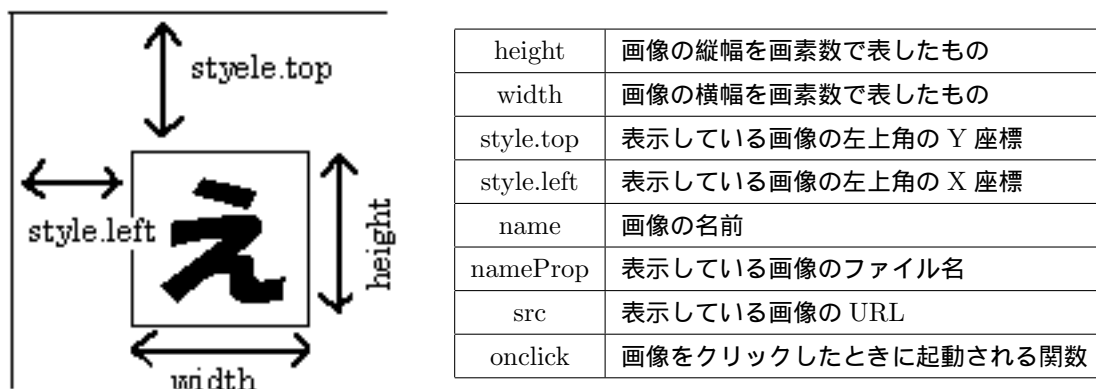 styele.top
style.left
え
height
width
height 画像の縦幅を画素数で表したもの
width 画像の横幅を画素数で表したもの
style.top 表示している画像の左上角の Y 座標
style.left 表示している画像の左上角の X 座標
name 画像の名前
nameProp 表示している画像のファイル名
src 表示している画像の URL
onclick 画像をクリックしたときに起動される関数